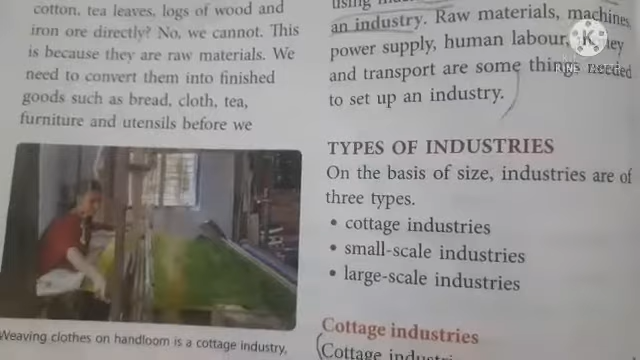 cotton, tea leaves, logs of wood and
iron ore directly? No, we cannot. This
is because they are raw materials. We
need to convert them into finished
goods such as bread, cloth, tea,
furniture and utensils before we
Weaving clothes on handloom is a cottage industry,
using
an industry. Raw materials, machines
power supply, human labour,
and transport are some things needed
to set up an industry.
K
TYPES OF INDUSTRIES
On the basis of size, industries are of
three types.
• cottage industries
• small-scale industries
• large-scale industries
Cottage industries
(Cottage